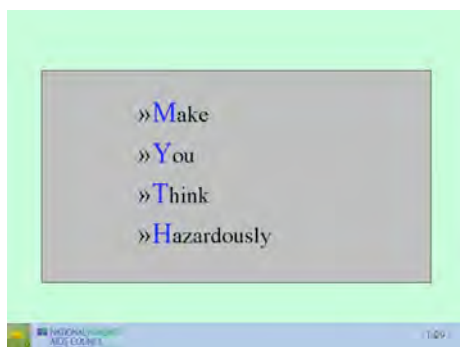 »Make
»You
»Think
»Hazardously
NATIONAL
AIDS COUNCIL